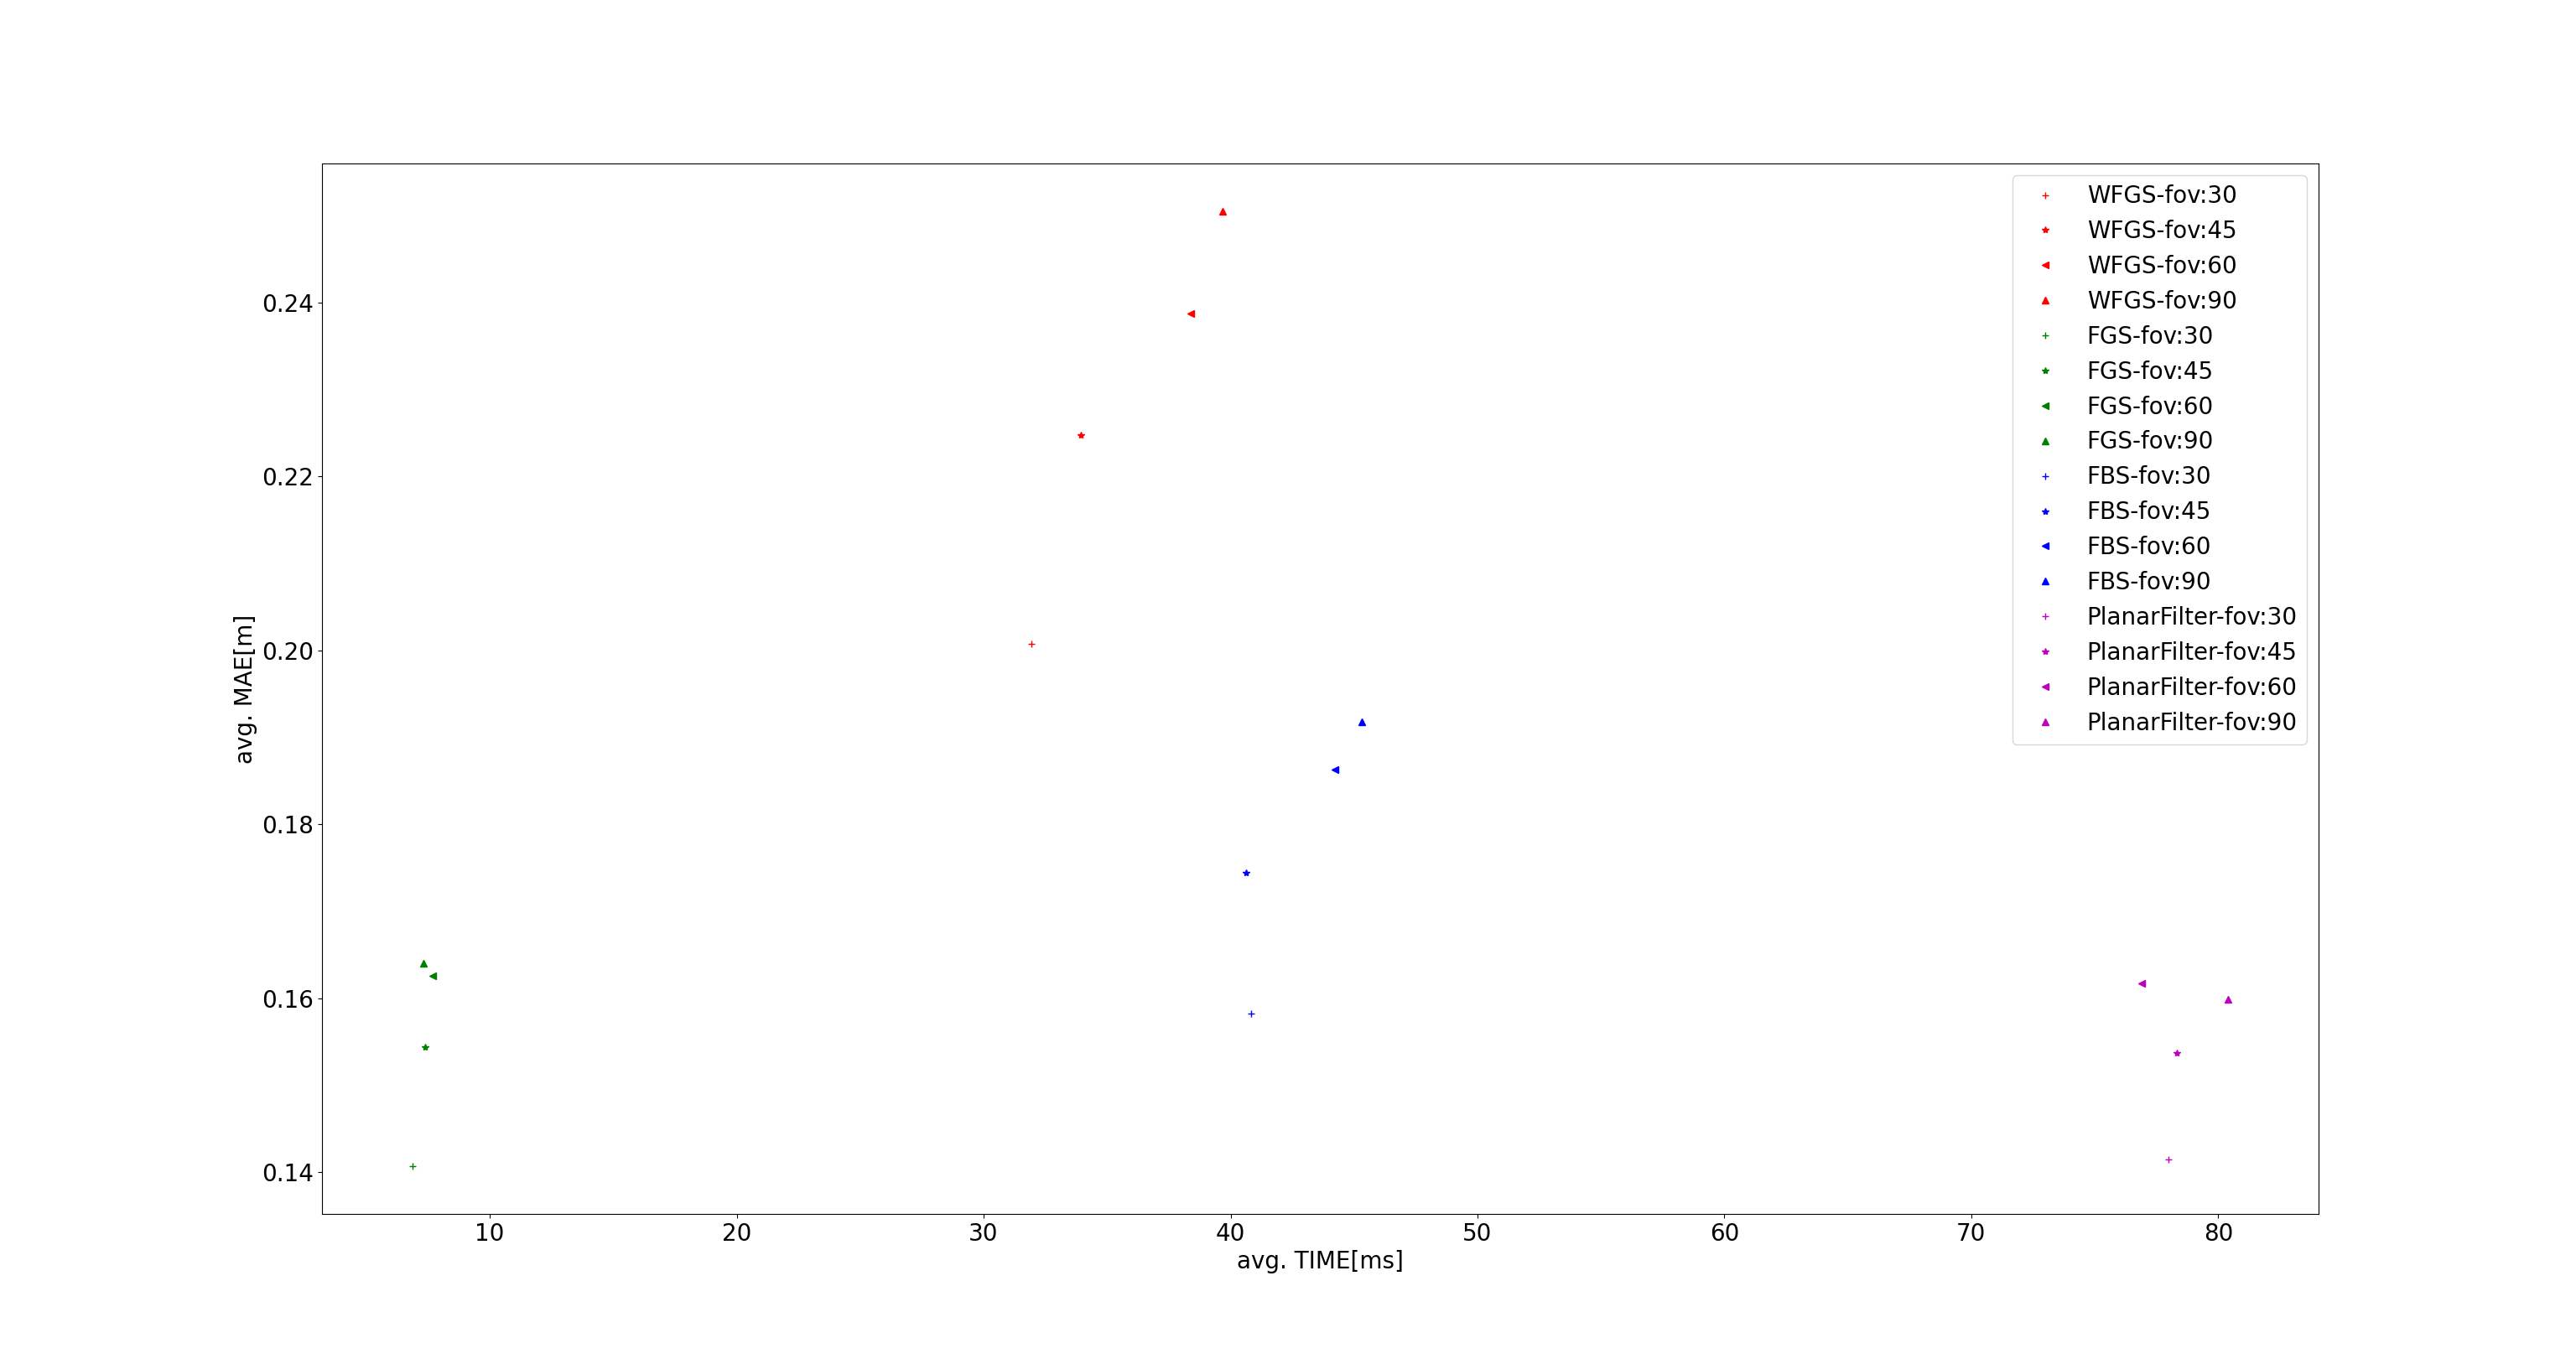 WFGS-fov:30
WFGS-fov:45
WFGS-fov:60
WFGS-fov:90
FGS-fov:30
FGS-fov:45
FGS-fov:60
FGS-fov:90
FBS-fov:30
FBS-fov:45
FBS-fov:60
FBS-fov:90
PlanarFilter-fov:30
PlanarFilter-fov:45
PlanarFilter-fov:60
PlanarFilter-fov:90
avg. MAE[m]
0.24
0.22
0.20
0.18
0.16
0.14
10 20 30 40 50 60 70 80
avg. TIME[ms]